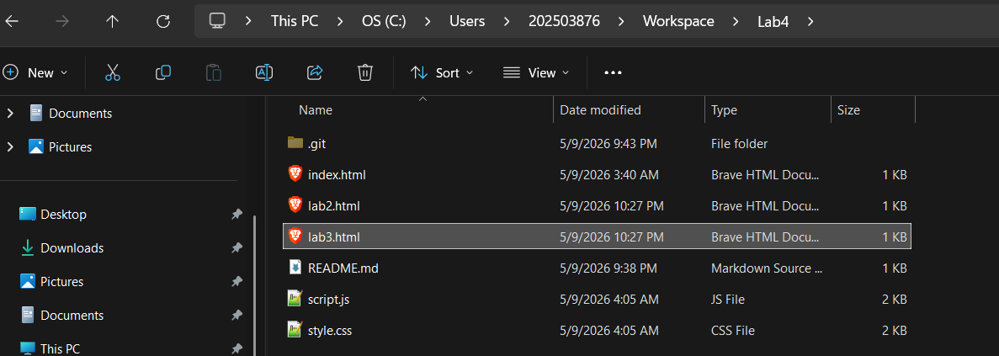 This PC > OS (C:) > Users > 202503876 > Workspace > Lab4 >
New Sort View
Documents
Pictures
Desktop
Downloads
Pictures
Documents
This PC
Name Date modified Type Size
.git 5/9/2026 9:43 PM File folder
index.html 5/9/2026 3:40 AM Brave HTML Docu... 1 KB
lab2.html 5/9/2026 10:27 PM Brave HTML Docu... 1 KB
lab3.html 5/9/2026 10:27 PM Brave HTML Docu... 1 KB
README.md 5/9/2026 9:38 PM Markdown Source ... 1 KB
script.js 5/9/2026 4:05 AM JS File 2 KB
style.css 5/9/2026 4:05 AM CSS File 2 KB